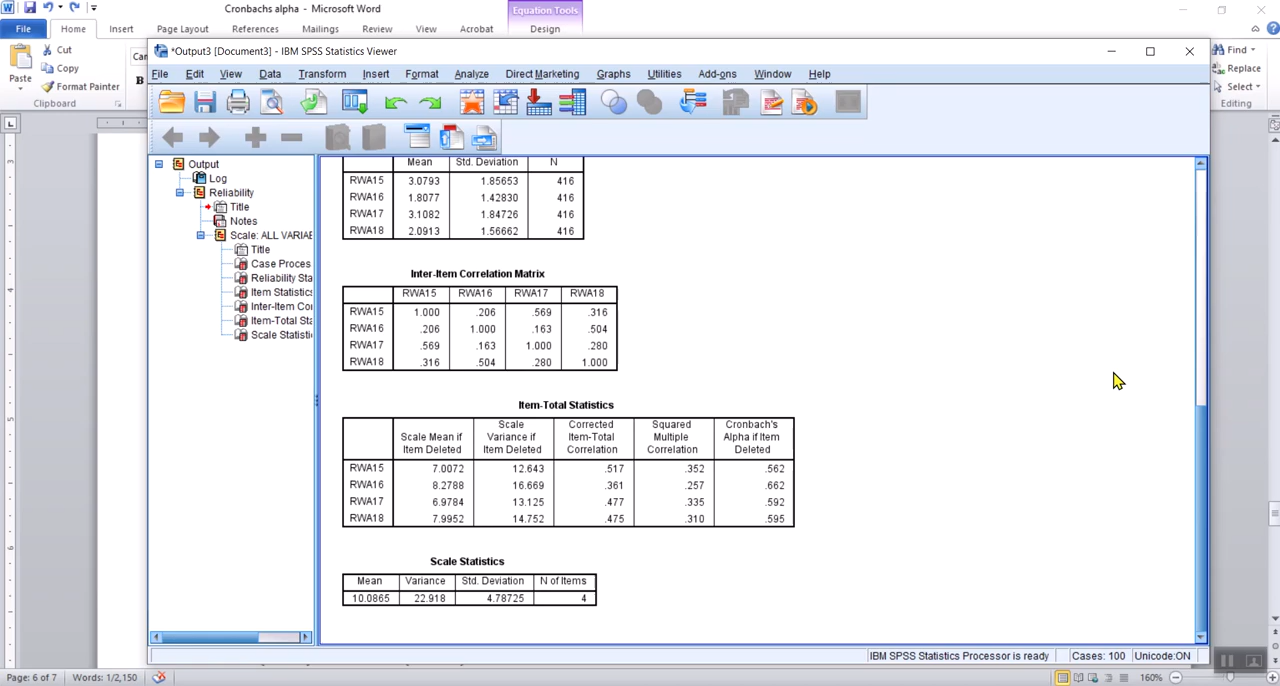 Cronbachs alpha - Microsoft Word
Equation Tools
File Home Insert Page Layout References Mailings Review View Acrobat Design
Cut
Copy
Format Painter
Paste
Clipboard
B
Find
Replace
Select
Editing
*Output3 [Document3] - IBM SPSS Statistics Viewer
File Edit View Data Transform Insert Format Analyze Direct Marketing Graphs Utilities Add-ons Window Help
Output
Log
Reliability
Title
Notes
Scale: ALL VARIAB
Title
Case Proces
Reliability Sta
Item Statistics
Inter-Item Co
Item-Total Sta
Scale Statisti
Mean Std. Deviation N
RWA15 3.0793 1.85653 416
RWA16 1.8077 1.42830 416
RWA17 3.1082 1.84726 416
RWA18 2.0913 1.56662 416
Inter-Item Correlation Matrix
RWA15 RWA16 RWA17 RWA18
RWA15 1.000 .206 .569 .316
RWA16 .206 1.000 .163 .504
RWA17 .569 .163 1.000 .280
RWA18 .316 .504 .280 1.000
Item-Total Statistics
Scale Mean if Item Deleted Scale Variance if Item Deleted Corrected Item-Total Correlation Squared Multiple Correlation Cronbach's Alpha if Item Deleted
RWA15 7.0072 12.643 .517 .352 .562
RWA16 8.2788 16.669 .361 .257 .662
RWA17 6.9784 13.125 .477 .335 .592
RWA18 7.9952 14.752 .475 .310 .595
Scale Statistics
Mean Variance Std. Deviation N of Items
10.0865 22.918 4.78725 4
IBM SPSS Statistics Processor is ready Cases: 100 Unicode:ON
Page: 6 of 7 Words: 1/2,150 160%